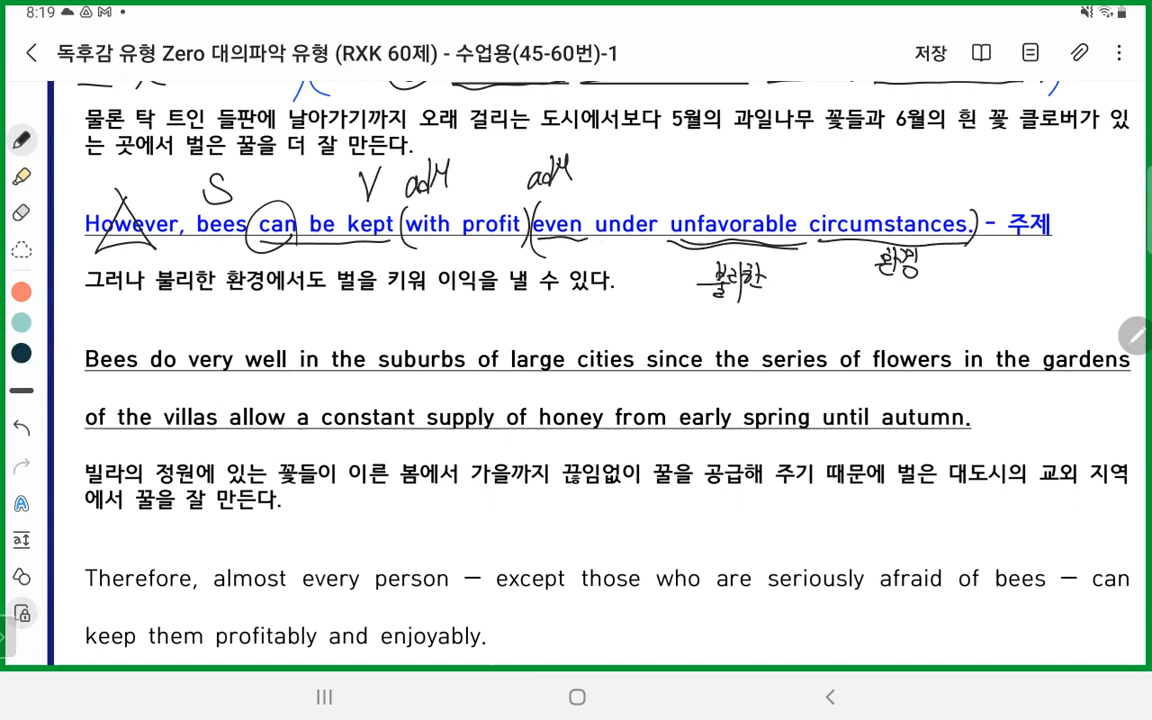 8:19
독후감 유형 Zero 대의파악 유형 (RXK 60제) - 수업용(45-60번)-1
저장
물론 탁 트인 들판에 날아가기까지 오래 걸리는 도시에서보다 5월의 과일나무 꽃들과 6월의 흰 꽃 클로버가 있
는 곳에서 벌은 꿀을 더 잘 만든다.
S V adM adM
However, bees can be kept (with profit) (even under unfavorable circumstances.) - 주제
불리한 환경
그러나 불리한 환경에서도 벌을 키워 이익을 낼 수 있다.
Bees do very well in the suburbs of large cities since the series of flowers in the gardens
of the villas allow a constant supply of honey from early spring until autumn.
빌라의 정원에 있는 꽃들이 이른 봄에서 가을까지 끊임없이 꿀을 공급해 주기 때문에 벌은 대도시의 교외 지역
에서 꿀을 잘 만든다.
Therefore, almost every person – except those who are seriously afraid of bees – can
keep them profitably and enjoyably.